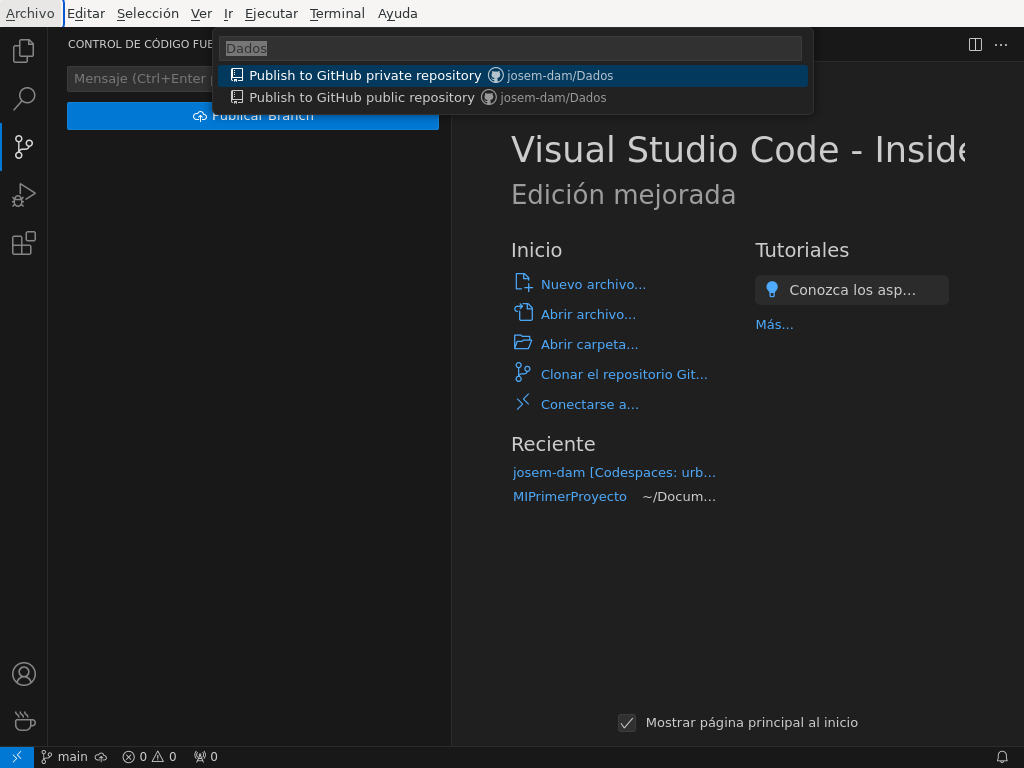 Archivo Editar Selección Ver Ir Ejecutar Terminal Ayuda
CONTROL DE CÓDIGO FUE
Dados
Mensaje (Ctrl+Enter
Publish to GitHub private repository josem-dam/Dados
Publish to GitHub public repository josem-dam/Dados
Publicar Branch
Visual Studio Code - Inside
Edición mejorada
Inicio
Nuevo archivo...
Abrir archivo...
Abrir carpeta...
Clonar el repositorio Git...
Conectarse a...
Tutoriales
Conozca los asp...
Más...
Reciente
josem-dam [Codespaces: urb...
MIPrimerProyecto ~/Docum...
Mostrar página principal al inicio
main 0 0 0